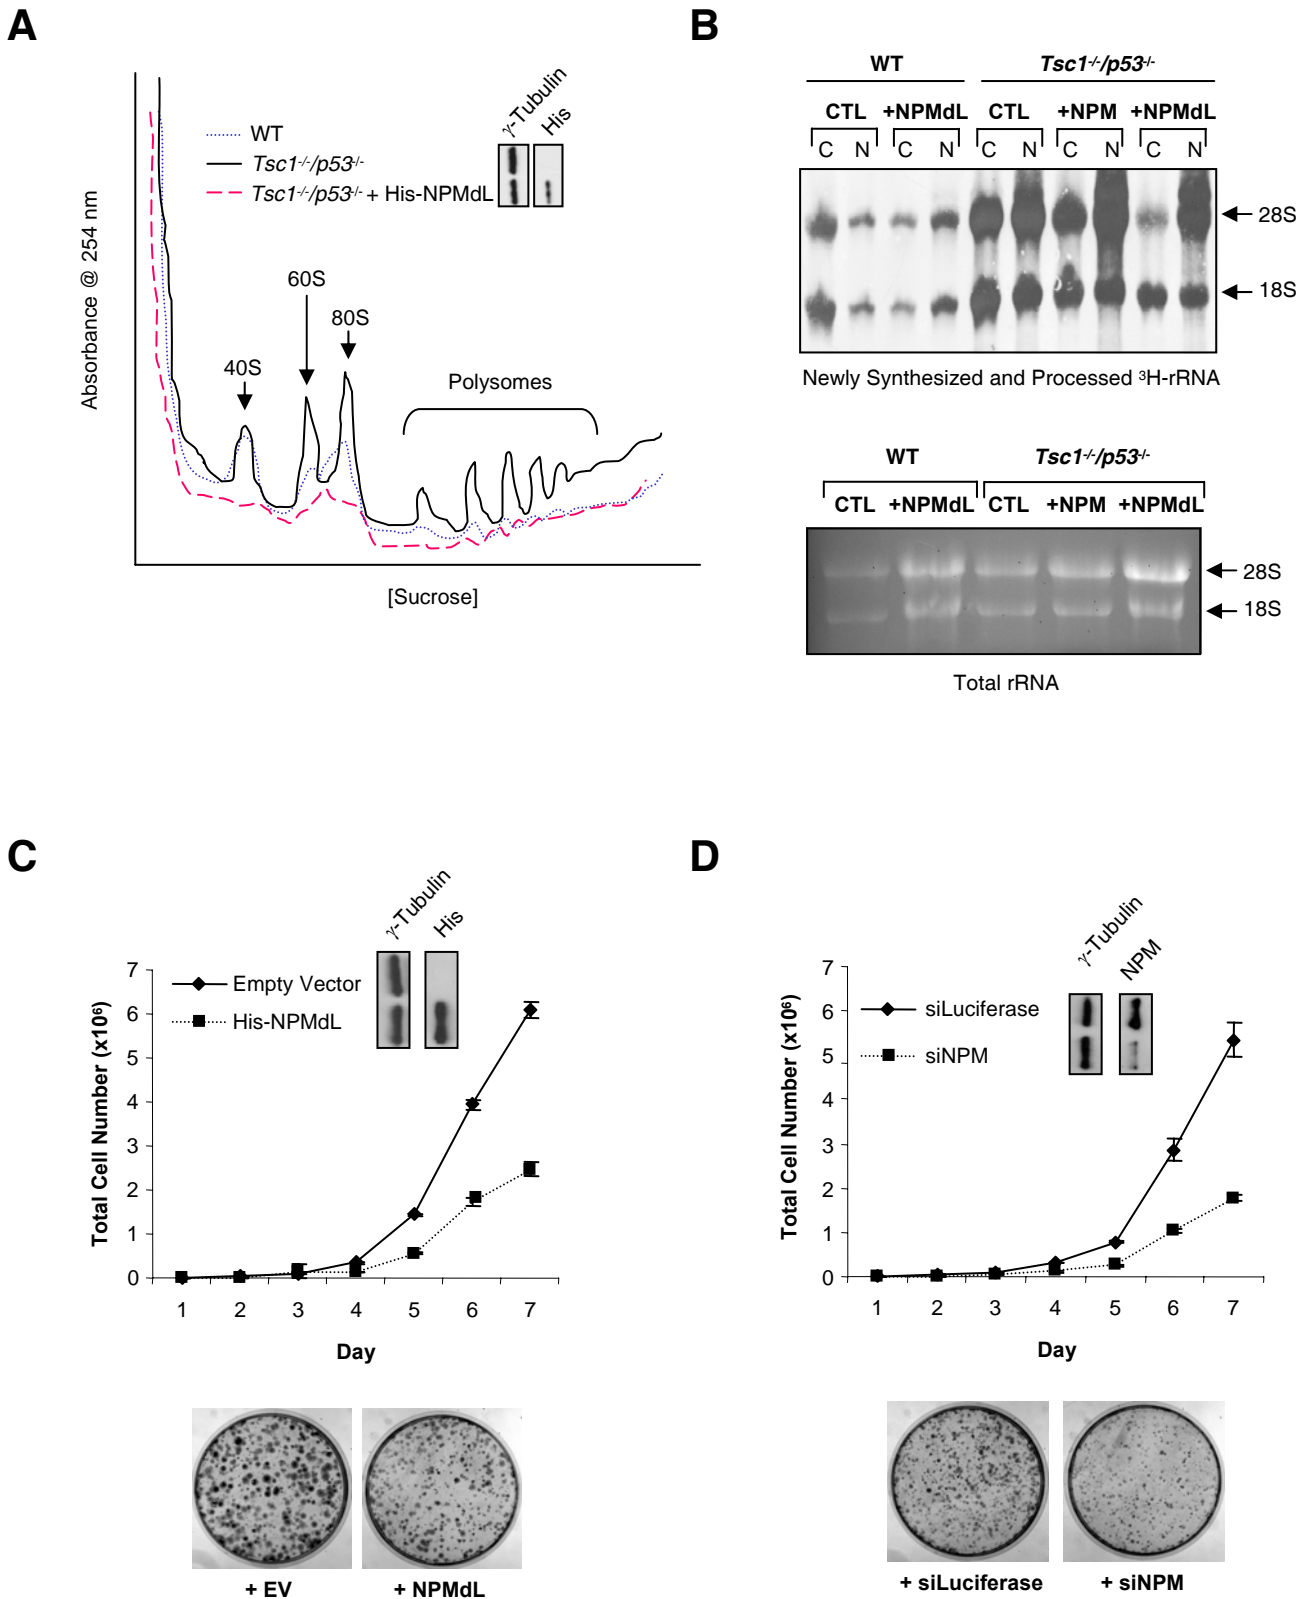 A
γ-Tubulin
His
WT
Tsc1-/-/p53-/-
Tsc1-/-/p53-/- + His-NPMdL
Absorbance @ 254 nm
40S
60S
80S
Polysomes
[Sucrose]
B
WT
Tsc1-/-/p53-/-
CTL +NPMdL CTL +NPM +NPMdL
C N C N C N C N C N
28S
18S
Newly Synthesized and Processed ³H-rRNA
WT
Tsc1-/-/p53-/-
CTL +NPMdL CTL +NPM +NPMdL
28S
18S
Total rRNA
C
γ-Tubulin
His
Empty Vector
His-NPMdL
Total Cell Number (x10⁶)
7
6
5
4
3
2
1
0
1 2 3 4 5 6 7
Day
+ EV
+ NPMdL
D
γ-Tubulin
NPM
siLuciferase
siNPM
Total Cell Number (x10⁶)
7
6
5
4
3
2
1
0
1 2 3 4 5 6 7
Day
+ siLuciferase
+ siNPM